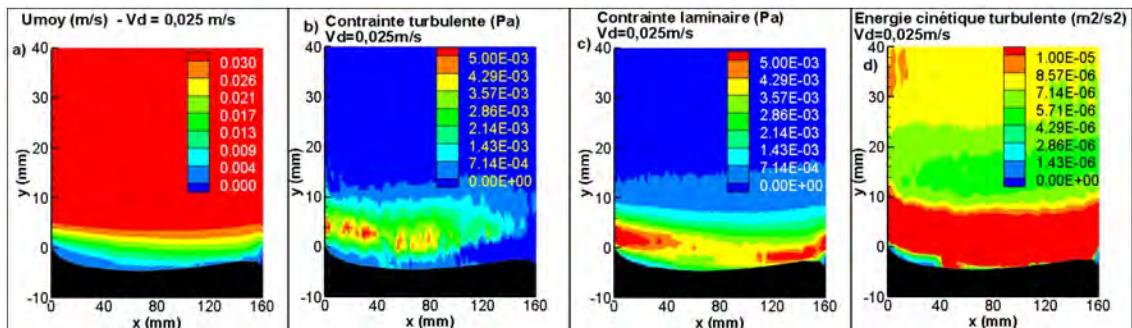 Umoy (m/s) - Vd = 0,025 m/s
a)
40
30
20
10
0
-10
y (mm)
0.030
0.026
0.021
0.017
0.013
0.009
0.004
0.000
0 40 80 120 160
x (mm)
Contrainte turbulente (Pa)
b)
Vd=0,025m/s
40
30
20
10
0
-10
y (mm)
5.00E-03
4.29E-03
3.57E-03
2.86E-03
2.14E-03
1.43E-03
7.14E-04
0.00E+00
0 40 80 120 160
x (mm)
Contrainte laminaire (Pa)
c)
Vd=0,025m/s
40
30
20
10
0
-10
y (mm)
5.00E-03
4.29E-03
3.57E-03
2.86E-03
2.14E-03
1.43E-03
7.14E-04
0.00E+00
0 40 80 120 160
x (mm)
Energie cinétique turbulente (m2/s2)
Vd=0,025m/s
d)
40
30
20
10
0
-10
y (mm)
1.00E-05
8.57E-06
7.14E-06
5.71E-06
4.29E-06
2.86E-06
1.43E-06
0.00E+00
0 40 80 120 160
x (mm)